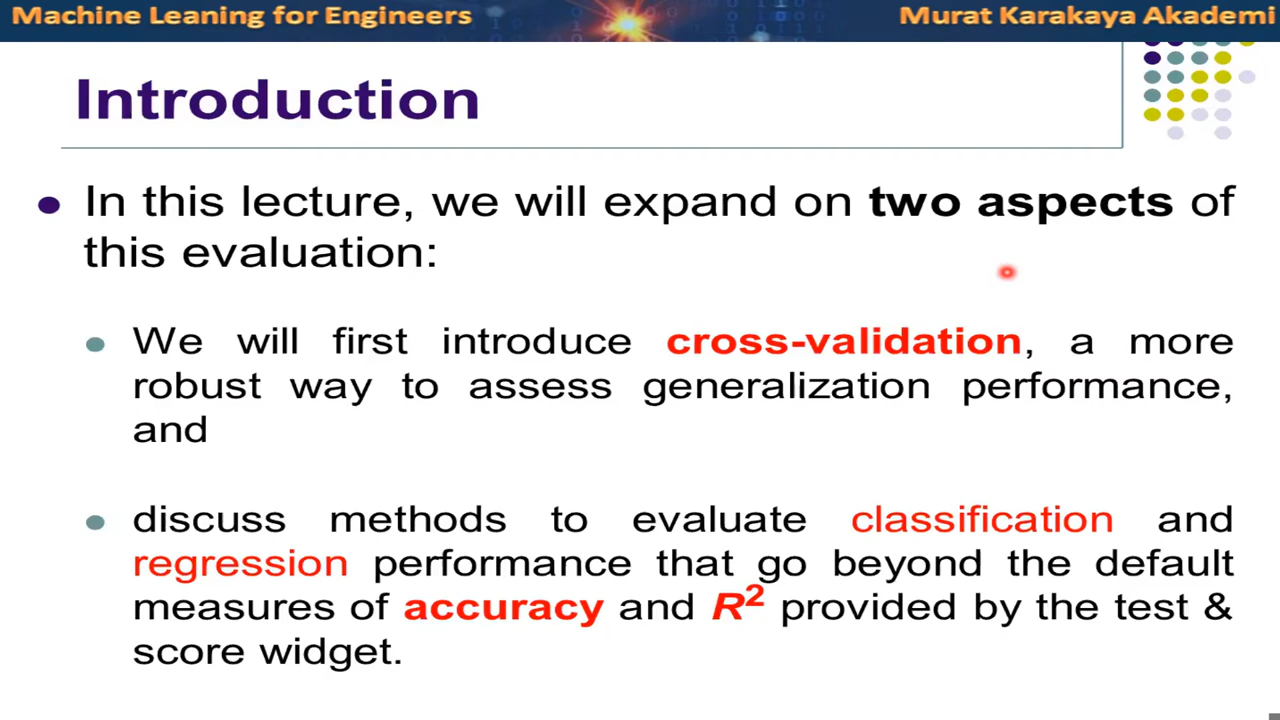 Machine Leaning for Engineers
Murat Karakaya Akademi
Introduction
In this lecture, we will expand on two aspects of
this evaluation:
We will first introduce cross-validation, a more
robust way to assess generalization performance,
and
discuss methods to evaluate classification and
regression performance that go beyond the default
measures of accuracy and R² provided by the test &
score widget.